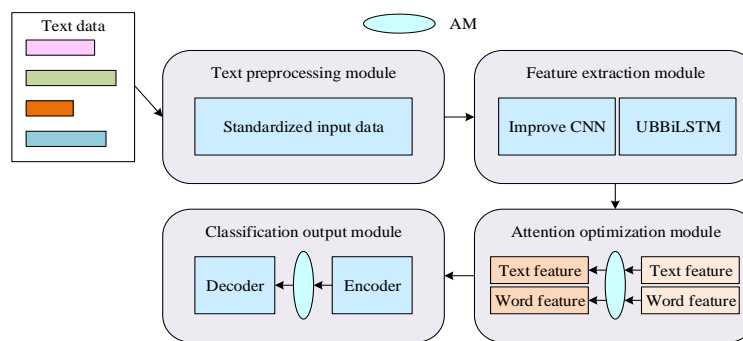 Text data
AM
Text preprocessing module
Standardized input data
Feature extraction module
Improve CNN
UBBiLSTM
Classification output module
Decoder
Encoder
Attention optimization module
Text feature
Text feature
Word feature
Word feature